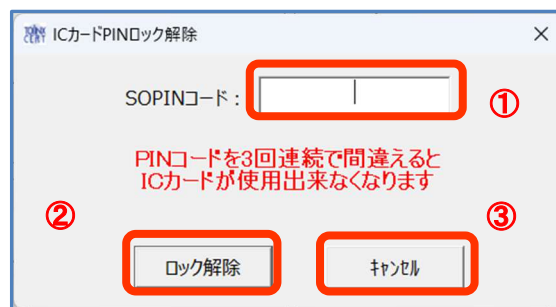 ICカードPINロック解除
SOPINコード：
①
PINコードを3回連続で間違えると
ICカードが使用出来なくなります
②
③
ロック解除
キャンセル